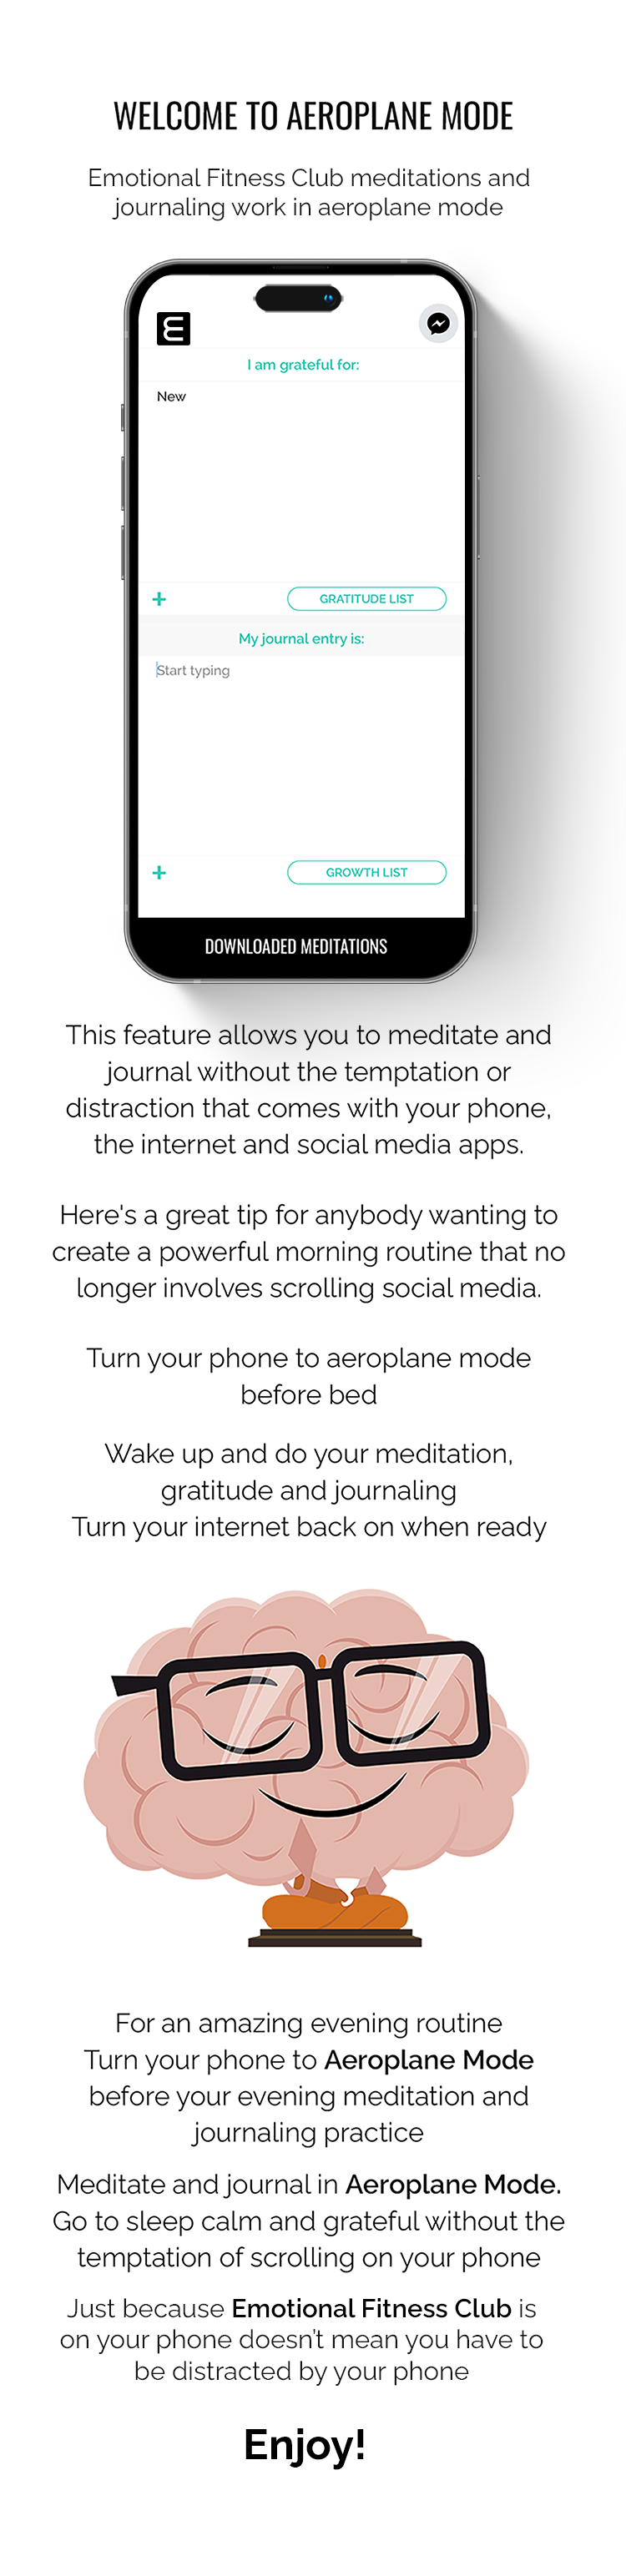 WELCOME TO AEROPLANE MODE
Emotional Fitness Club meditations and
journaling work in aeroplane mode
I am grateful for:
New
+
GRATITUDE LIST
My journal entry is:
Start typing
+
GROWTH LIST
DOWNLOADED MEDITATIONS
This feature allows you to meditate and
journal without the temptation or
distraction that comes with your phone,
the internet and social media apps.
Here's a great tip for anybody wanting to
create a powerful morning routine that no
longer involves scrolling social media.
Turn your phone to aeroplane mode
before bed
Wake up and do your meditation,
gratitude and journaling
Turn your internet back on when ready
For an amazing evening routine
Turn your phone to Aeroplane Mode
before your evening meditation and
journaling practice
Meditate and journal in Aeroplane Mode.
Go to sleep calm and grateful without the
temptation of scrolling on your phone
Just because Emotional Fitness Club is
on your phone doesn't mean you have to
be distracted by your phone
Enjoy!